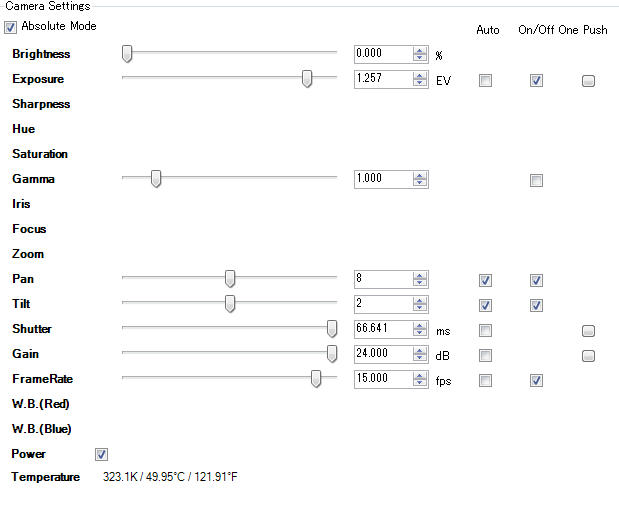 Camera Settings
Absolute Mode
Auto On/Off One Push
Brightness 0.000 %
Exposure 1.257 EV
Sharpness
Hue
Saturation
Gamma 1.000
Iris
Focus
Zoom
Pan 8
Tilt 2
Shutter 66.641 ms
Gain 24.000 dB
FrameRate 15.000 fps
W.B.(Red)
W.B.(Blue)
Power
Temperature 323.1K / 49.95°C / 121.91°F